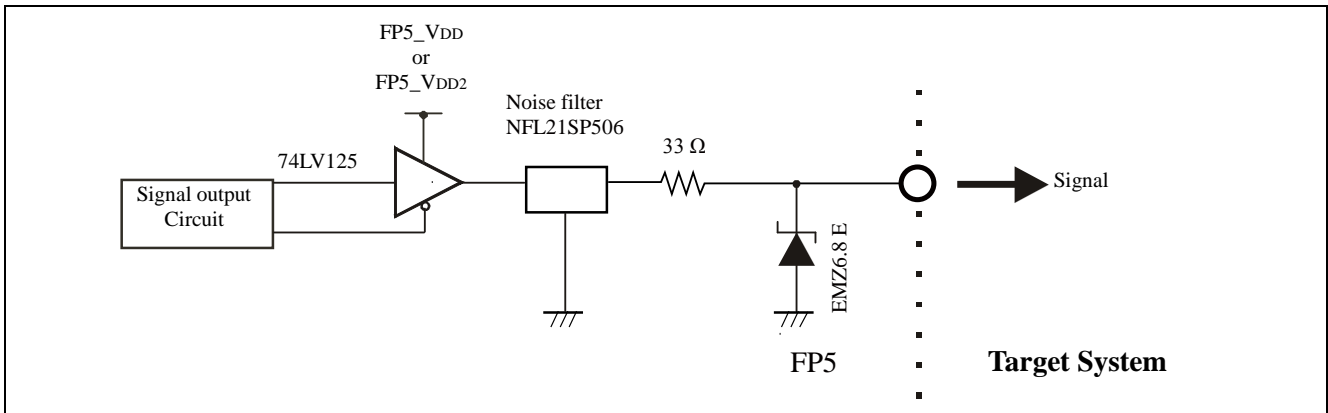 FP5_VDD
or
FP5_VDD2
Noise filter
NFL21SP506
33 Ω
74LV125
Signal output
Circuit
Signal
EMZ6.8 E
FP5
Target System